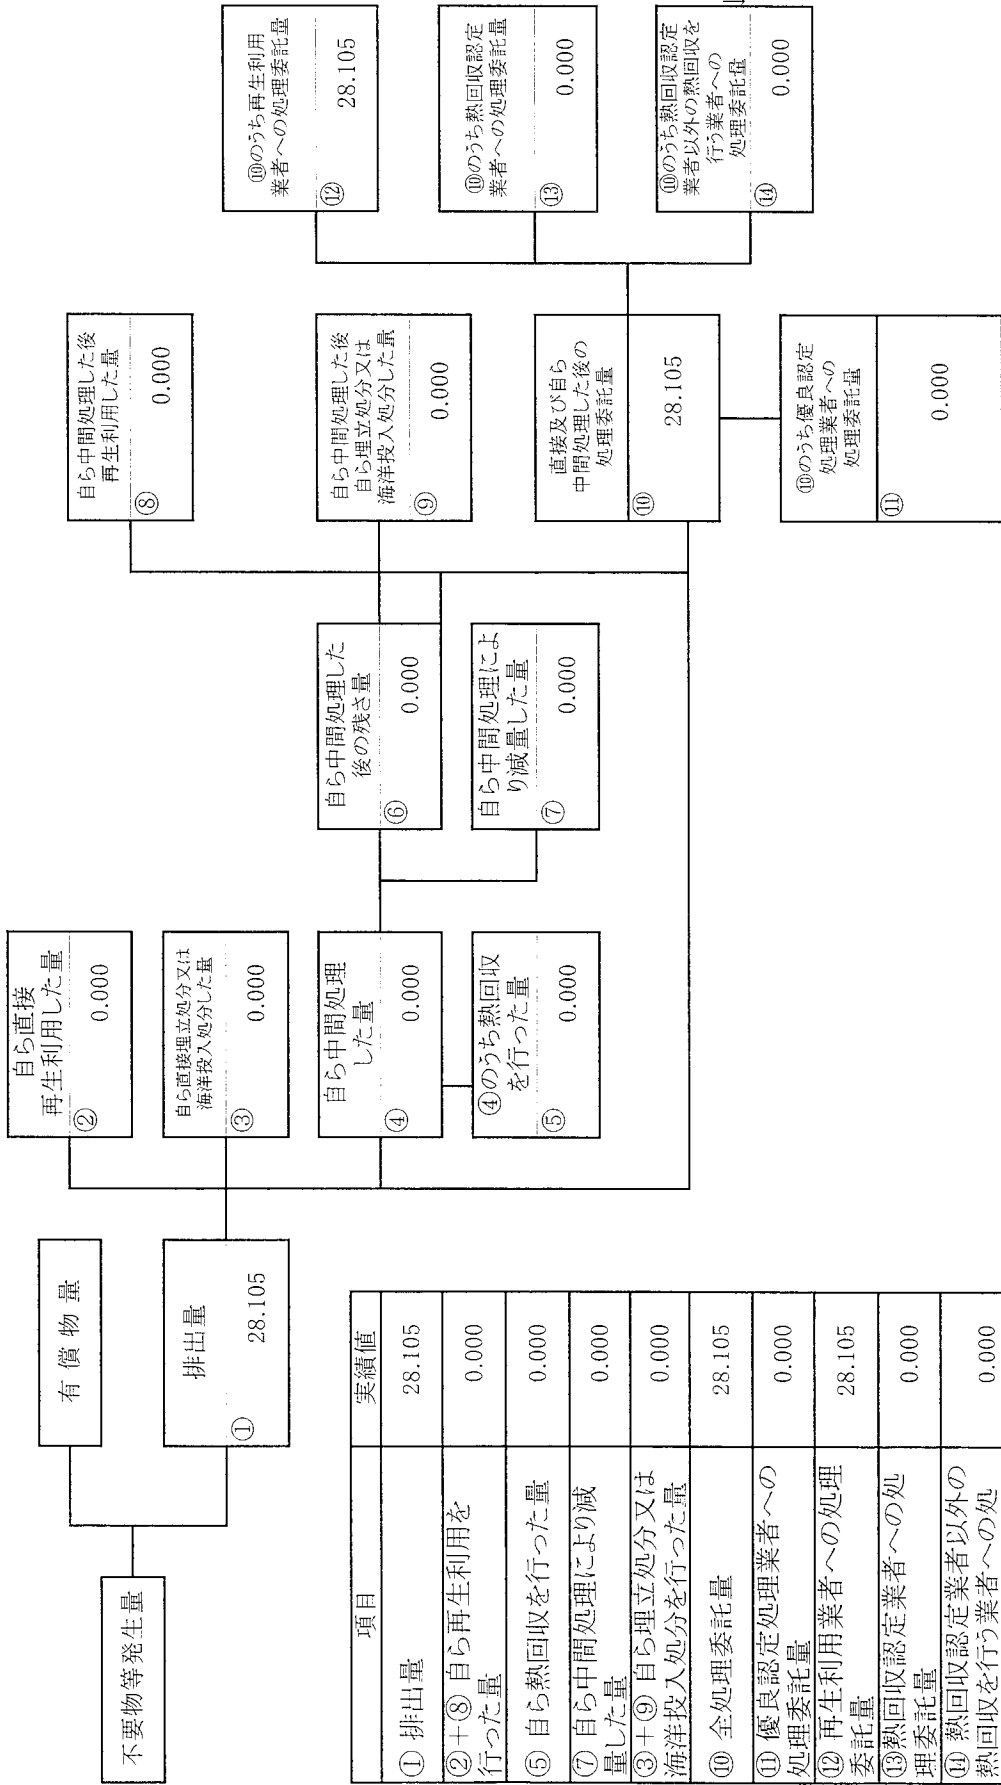 不要物等発生量
有 償 物 量
排出量
①
28.105
自ら直接
再生利用した量
②
0.000
自ら直接埋立処分又は
海洋投入処分した量
③
0.000
自ら中間処理
した量
④
0.000
④のうち熱回収
を行った量
⑤
0.000
自ら中間処理した
後の残さ量
⑥
0.000
自ら中間処理によ
り減量した量
⑦
0.000
自ら中間処理した後
再生利用した量
⑧
0.000
自ら中間処理した後
自ら埋立処分又は
海洋投入処分した量
⑨
0.000
直接及び自ら
中間処理した後の
処理委託量
⑩
28.105
⑩のうち優良認定
処理業者への
処理委託量
⑪
0.000
⑩のうち再生利用
業者への処理委託量
⑫
28.105
⑩のうち熱回収認定
業者への処理委託量
⑬
0.000
⑩のうち熱回収認定
業者以外の熱回収を
行う業者への
処理委託量
⑭
0.000
項目
実績値
① 排出量
28.105
②+⑧ 自ら再生利用を
行った量
0.000
⑤ 自ら熱回収を行った量
0.000
⑦ 自ら中間処理により減
量した量
0.000
③+⑨ 自ら埋立処分又は
海洋投入処分を行った量
0.000
⑩ 全処理委託量
28.105
⑪ 優良認定処理業者への
処理委託量
0.000
⑫ 再生利用業者への処理
委託量
28.105
⑬熱回収認定業者への処
理委託量
0.000
⑭ 熱回収認定業者以外の
熱回収を行う業者への処
0.000